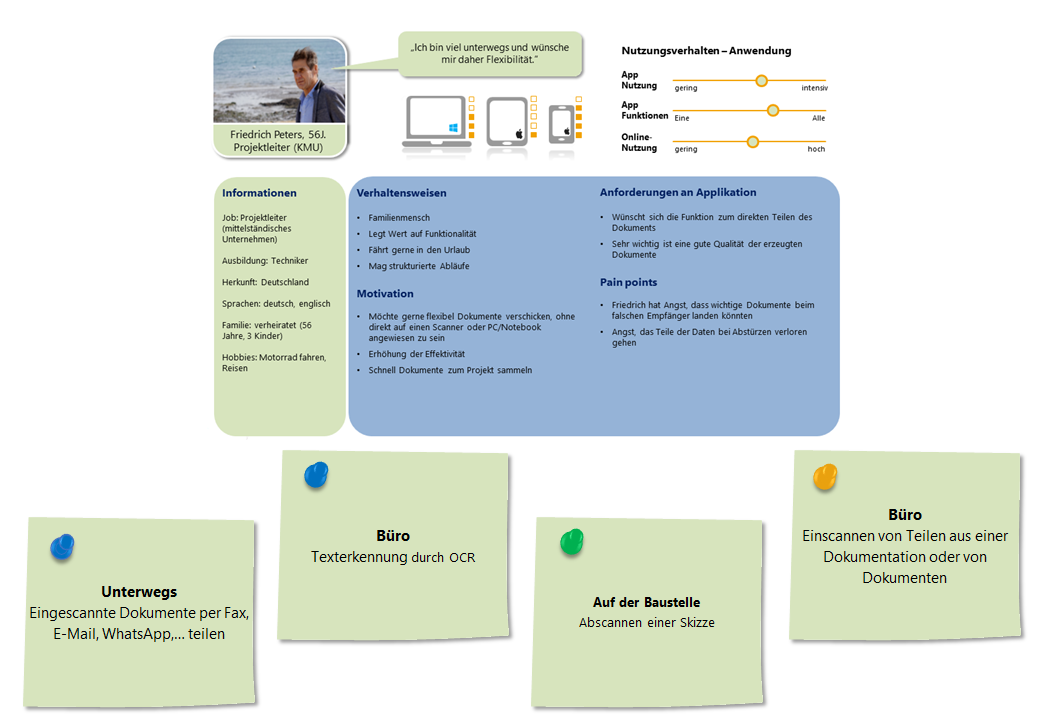 „Ich bin viel unterwegs und wünsche
mir daher Flexibilität.“
Friedrich Peters, 56J.
Projektleiter (KMU)
Nutzungsverhalten – Anwendung
App
Nutzung
gering
intensiv
App
Funktionen
Eine
Alle
Online-
Nutzung
gering
hoch
Informationen
Job: Projektleiter
(mittelständisches
Unternehmen)
Ausbildung: Techniker
Herkunft: Deutschland
Sprachen: deutsch, englisch
Familie: verheiratet (56
Jahre, 3 Kinder)
Hobbies: Motorrad fahren,
Reisen
Verhaltensweisen
• Familienmensch
• Legt Wert auf Funktionalität
• Fährt gerne in den Urlaub
• Mag strukturierte Abläufe
Motivation
• Möchte gerne flexibel Dokumente verschicken, ohne
direkt auf einen Scanner oder PC/Notebook
angewiesen zu sein
• Erhöhung der Effektivität
• Schnell Dokumente zum Projekt sammeln
Anforderungen an Applikation
• Wünscht sich die Funktion zum direkten Teilen des
Dokuments
• Sehr wichtig ist eine gute Qualität der erzeugten
Dokumente
Pain points
• Friedrich hat Angst, dass wichtige Dokumente beim
falschen Empfänger landen könnten
• Angst, das Teile der Daten bei Abstürzen verloren
gehen
Unterwegs
Eingescannte Dokumente per Fax,
E-Mail, WhatsApp,... teilen
Büro
Texterkennung durch OCR
Auf der Baustelle
Abscannen einer Skizze
Büro
Einscannen von Teilen aus einer
Dokumentation oder von
Dokumenten